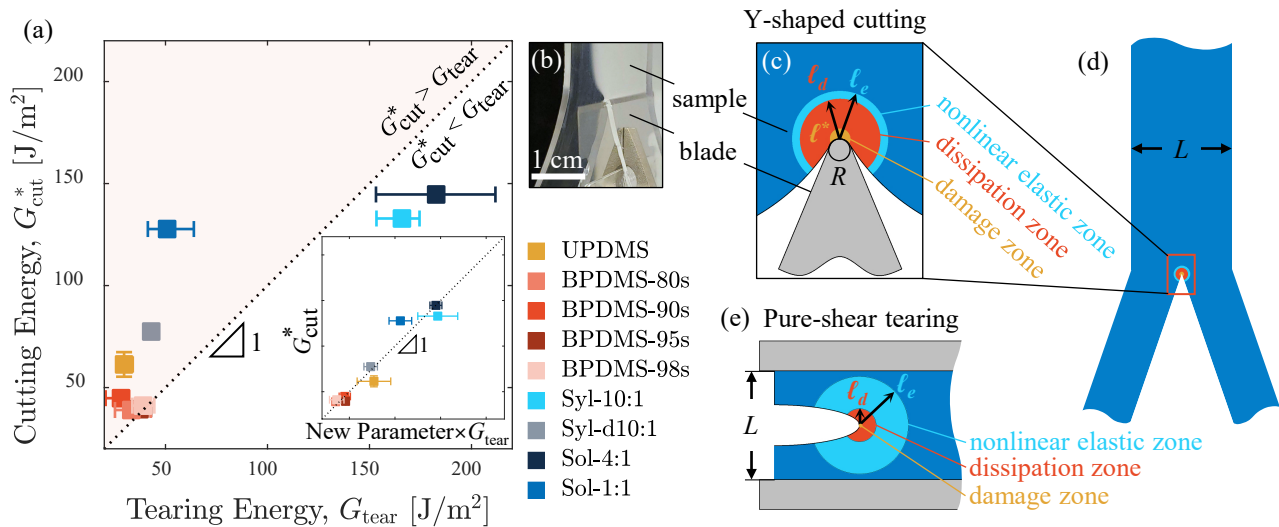 (a)
Cutting Energy, G*cut [J/m²]
200
150
100
50
G*cut > Gtear
G*cut < Gtear
1
50
100
150
200
Tearing Energy, Gtear [J/m²]
G*cut
1
New Parameter×Gtear
(b)
1 cm
sample
blade
UPDMS
BPDMS-80s
BPDMS-90s
BPDMS-95s
BPDMS-98s
Syl-10:1
Syl-d10:1
Sol-4:1
Sol-1:1
Y-shaped cutting
(c)
ℓd
ℓe
ℓ*
R
nonlinear elastic zone
dissipation zone
damage zone
(d)
L
(e) Pure-shear tearing
L
ℓd
ℓe
nonlinear elastic zone
dissipation zone
damage zone